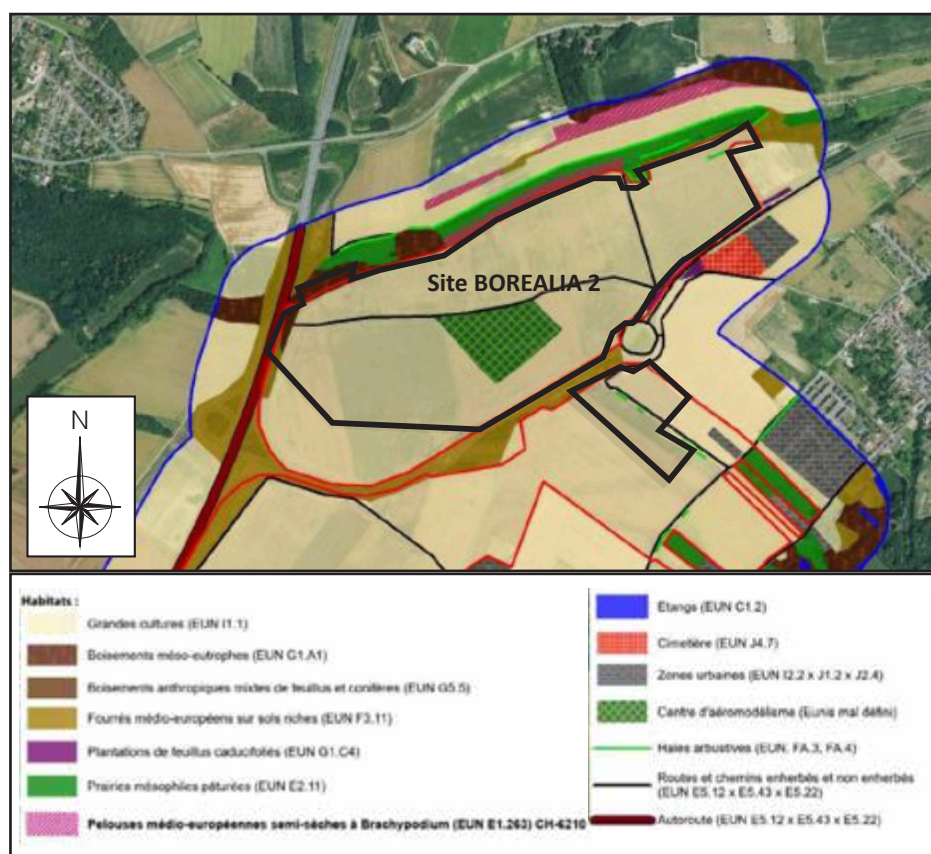 Site BOREALIA 2
N
Habitats :
Grandes cultures (EUN I1.1)
Boisements méso-eutrophes (EUN G1.A1)
Boisements anthropiques mixtes de feuillus et conifères (EUN G5.5)
Fourrés médio-européens sur sols riches (EUN F3.11)
Plantations de feuillus caducifoliés (EUN G1.C4)
Prairies mésophiles pâturées (EUN E2.11)
Pelouses médio-européennes semi-sèches à Brachypodium (EUN E1.263) CH-6210
Etangs (EUN C1.2)
Cimetière (EUN J4.7)
Zones urbaines (EUN I2.2 x J1.2 x J2.4)
Centre d'aéromodélisme (Eunis mal défini)
Haies arbustives (EUN, FA.3, FA.4)
Routes et chemins enherbés et non enherbés
(EUN E5.12 x E5.43 x E5.22)
Autoroute (EUN E5.12 x E5.43 x E5.22)